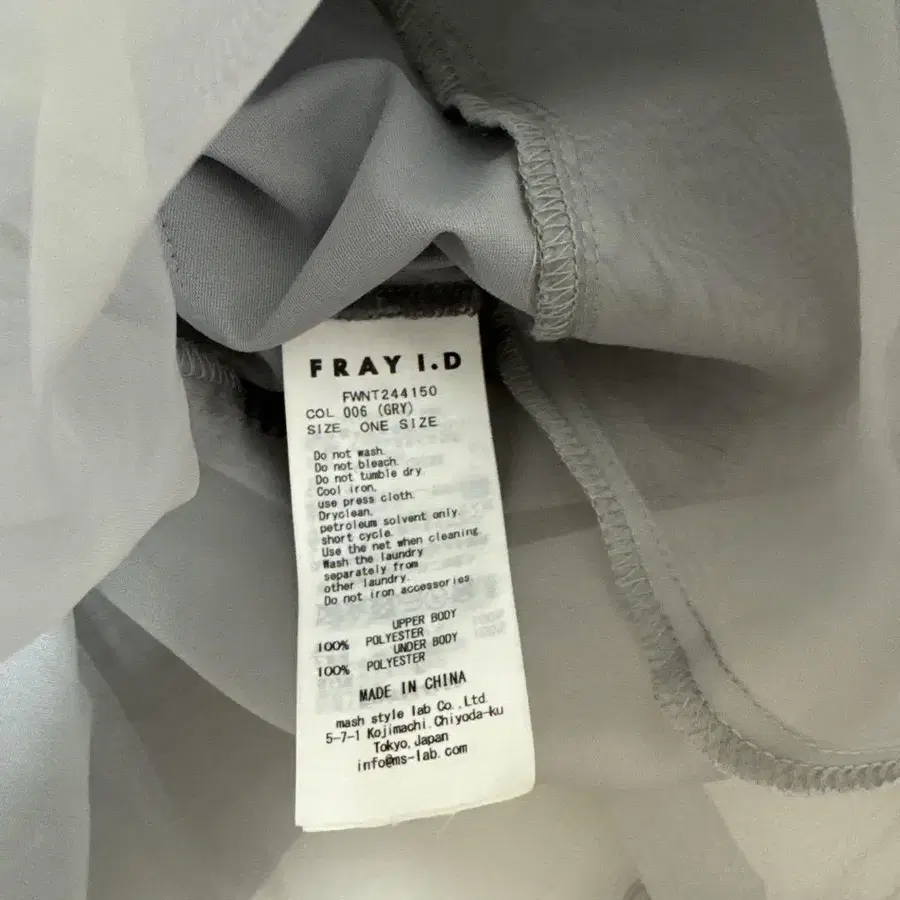 FRAY I.D
FWNT244150
COL 006 (GRY)
SIZE ONE SIZE
Do not wash.
Do not bleach.
Do not tumble dry
Cool iron,
use press cloth.
Dryclean,
petroleum solvent only.
short cycle.
Use the net when cleaning
Wash the laundry
separately from
other laundry.
Do not iron accessories
UPPER BODY
100% POLYESTER
UNDER BODY
100% POLYESTER
MADE IN CHINA
mash style lab Co.,Ltd.
5-7-1 Kojimachi,Chiyoda-ku
Tokyo,Japan
info@ms-lab.com